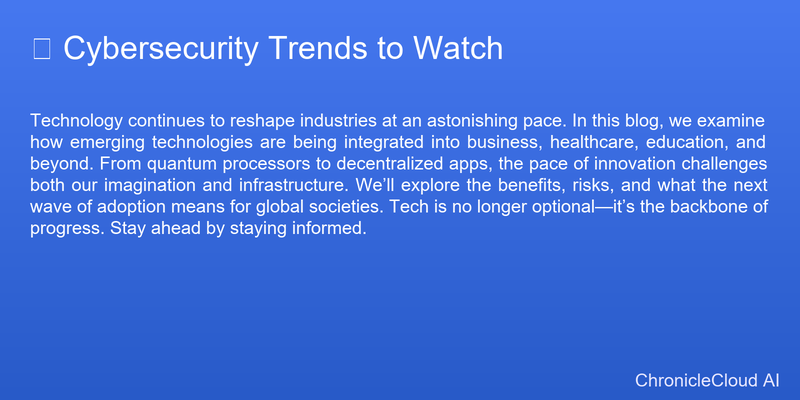 Cybersecurity Trends to Watch
Technology continues to reshape industries at an astonishing pace. In this blog, we examine
how emerging technologies are being integrated into business, healthcare, education, and
beyond. From quantum processors to decentralized apps, the pace of innovation challenges
both our imagination and infrastructure. We’ll explore the benefits, risks, and what the next
wave of adoption means for global societies. Tech is no longer optional—it’s the backbone of
progress. Stay ahead by staying informed.
ChronicleCloud AI